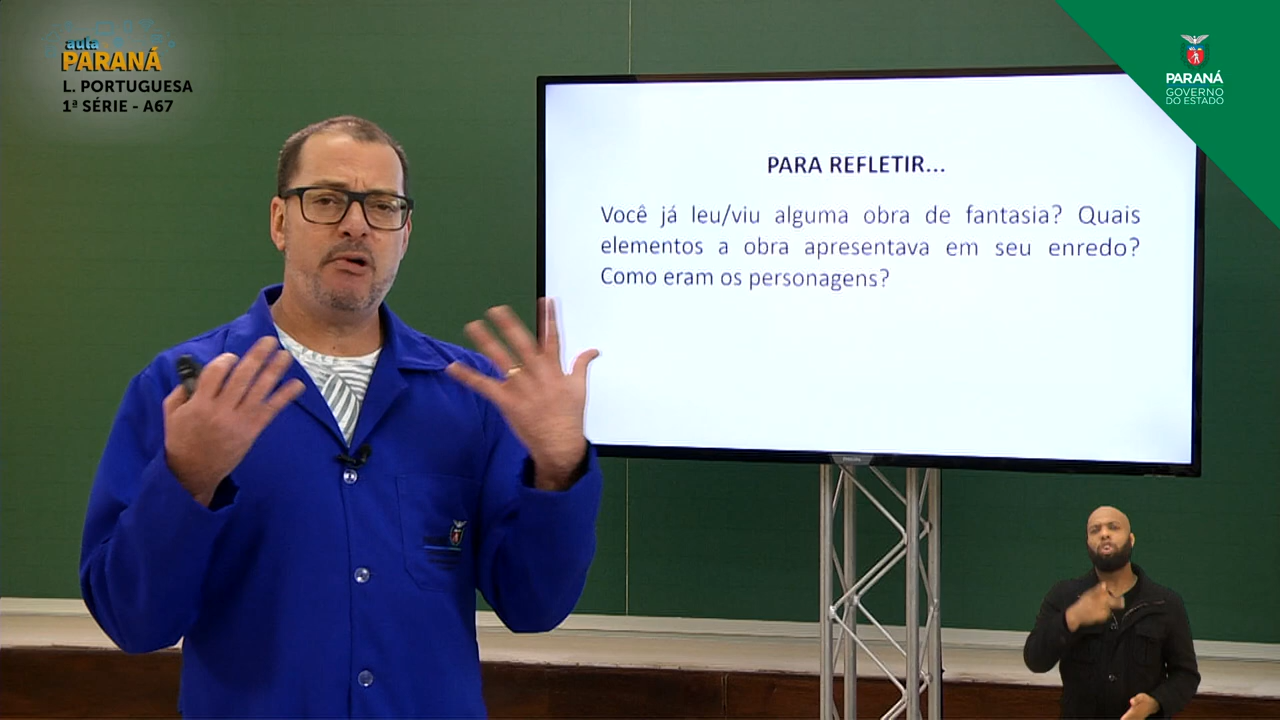 aula
PARANÁ
L. PORTUGUESA
1ª SÉRIE - A67
PARANÁ
GOVERNO
DO ESTADO
PARA REFLETIR...
Você já leu/viu alguma obra de fantasia? Quais
elementos a obra apresentava em seu enredo?
Como eram os personagens?
PHILIPS